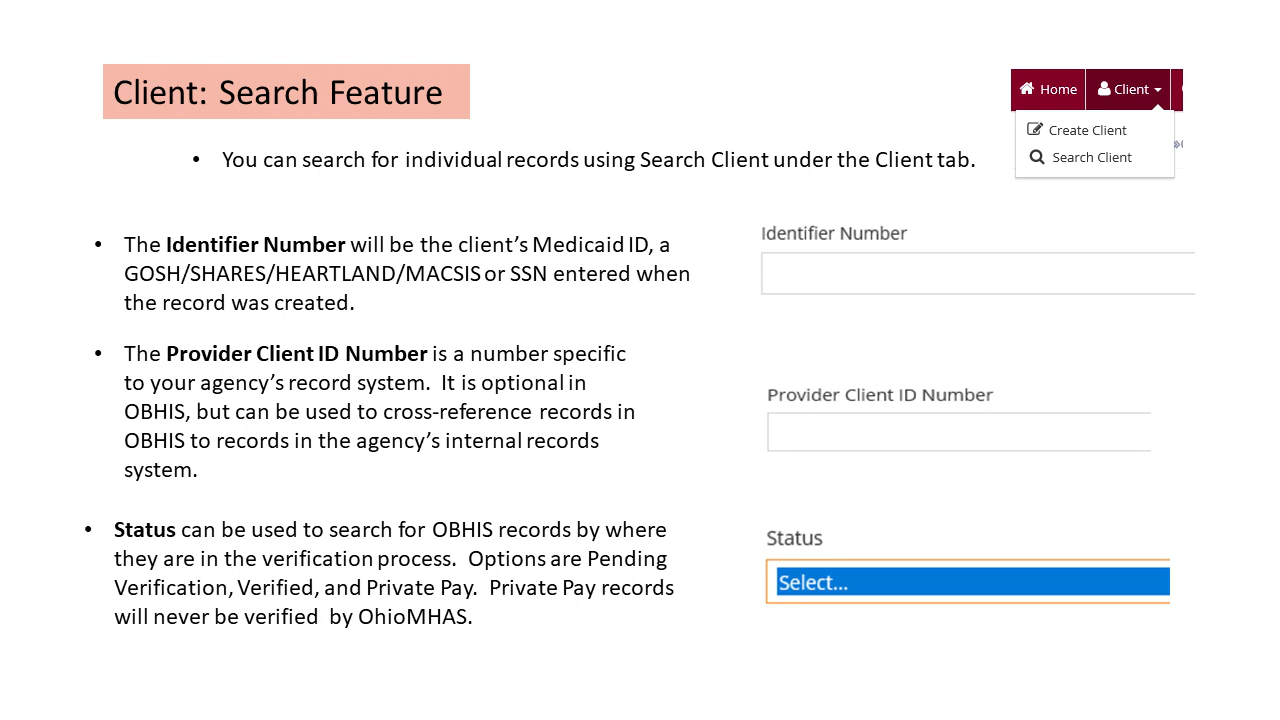 Client: Search Feature
Home Client
Create Client
Search Client
• You can search for individual records using Search Client under the Client tab.
• The Identifier Number will be the client’s Medicaid ID, a
GOSH/SHARES/HEARTLAND/MACSIS or SSN entered when
the record was created.
Identifier Number
• The Provider Client ID Number is a number specific
to your agency’s record system. It is optional in
OBHIS, but can be used to cross-reference records in
OBHIS to records in the agency’s internal records
system.
Provider Client ID Number
• Status can be used to search for OBHIS records by where
they are in the verification process. Options are Pending
Verification, Verified, and Private Pay. Private Pay records
will never be verified by OhioMHAS.
Status
Select...